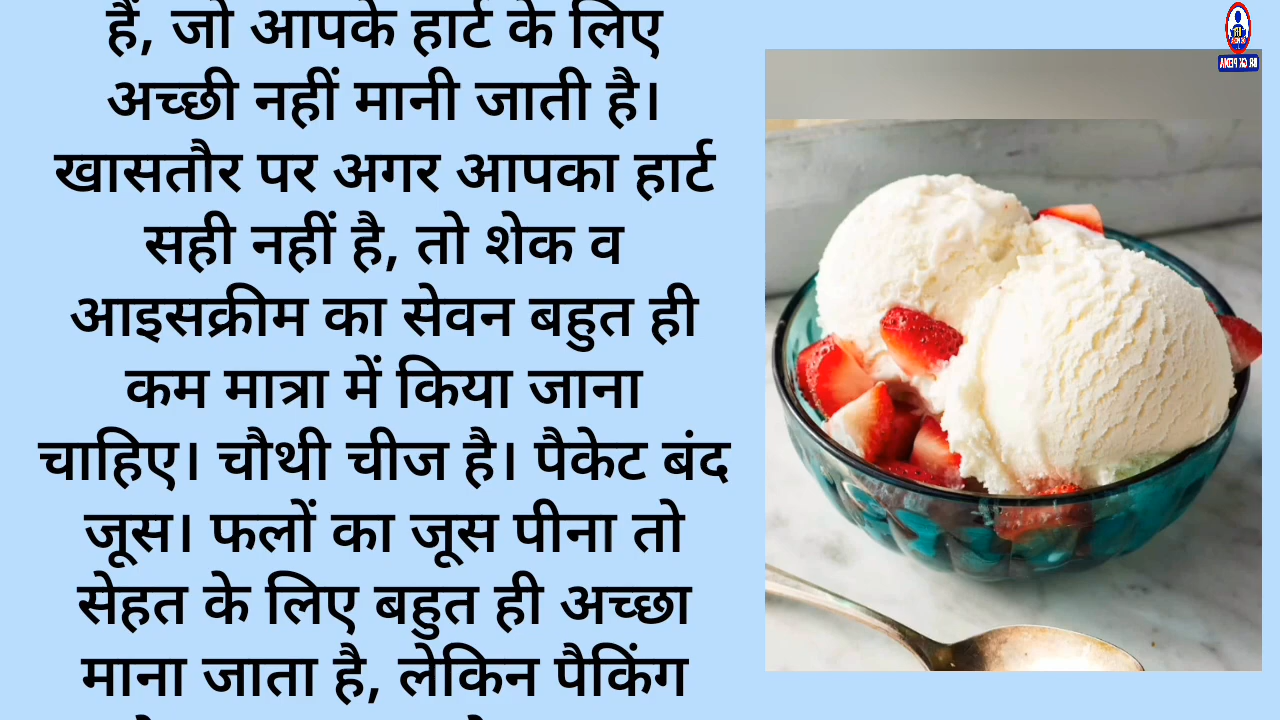 हैं, जो आपके हार्ट के लिए
अच्छी नहीं मानी जाती है।
खासतौर पर अगर आपका हार्ट
सही नहीं है, तो शेक व
आइसक्रीम का सेवन बहुत ही
कम मात्रा में किया जाना
चाहिए। चौथी चीज है। पैकेट बंद
जूस। फलों का जूस पीना तो
सेहत के लिए बहुत ही अच्छा
माना जाता है, लेकिन पैकिंग